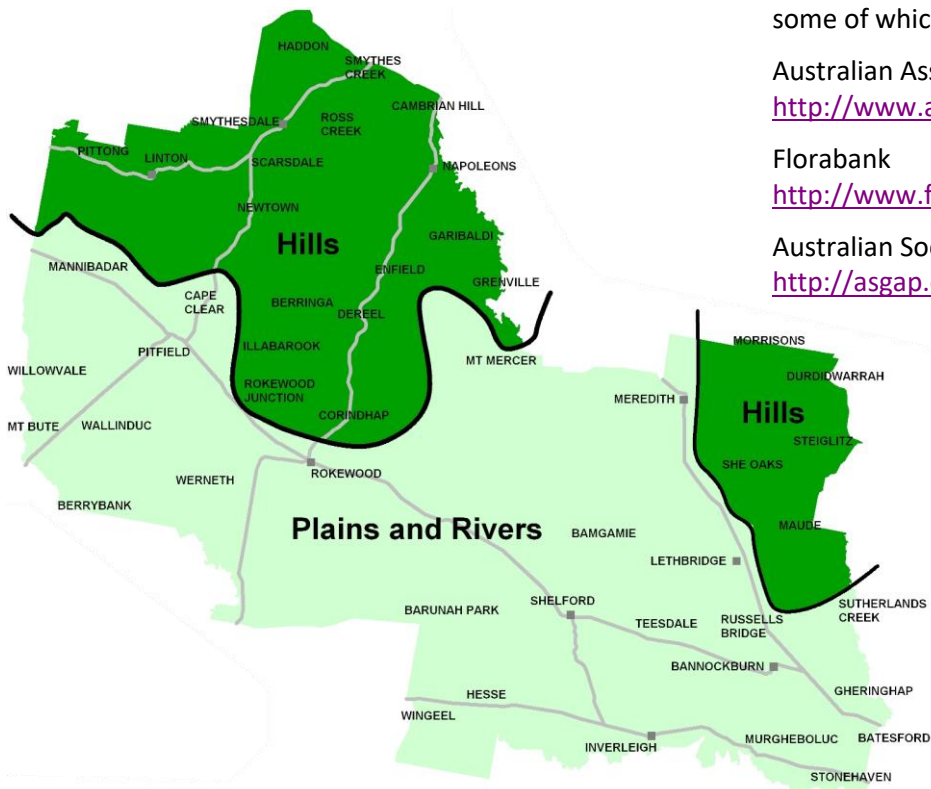 some of whic
Australian Ass
http://www.a
Florabank
http://www.f
Australian Soc
http://asgap.
HADDON
SMYTHES
CREEK
CAMBRIAN HILL
SMYTHESDALE
ROSS
CREEK
PITTONG
LINTON
SCARSDALE
NAPOLEONS
NEWTOWN
Hills
GARIBALDI
MANNIBADAR
ENFIELD
GRENVILLE
CAPE
CLEAR
BERRINGA
DEREEL
ILLABAROOK
PITFIELD
MT MERCER
WILLOWVALE
ROKEWOOD
JUNCTION
CORINDHAP
MT BUTE
WALLINDUC
MORRISONS
DURDIDWARRAH
MEREDITH
Hills
STEIGLITZ
SHE OAKS
ROKEWOOD
WERNETH
BERRYBANK
MAUDE
Plains and Rivers
BAMGAMIE
LETHBRIDGE
SUTHERLANDS
CREEK
BARUNAH PARK
SHELFORD
TEESDALE
RUSSELLS
BRIDGE
BANNOCKBURN
GHERINGHAP
HESSE
WINGEEL
INVERLEIGH
MURGHEBOLUC
BATESFORD
STONEHAVEN